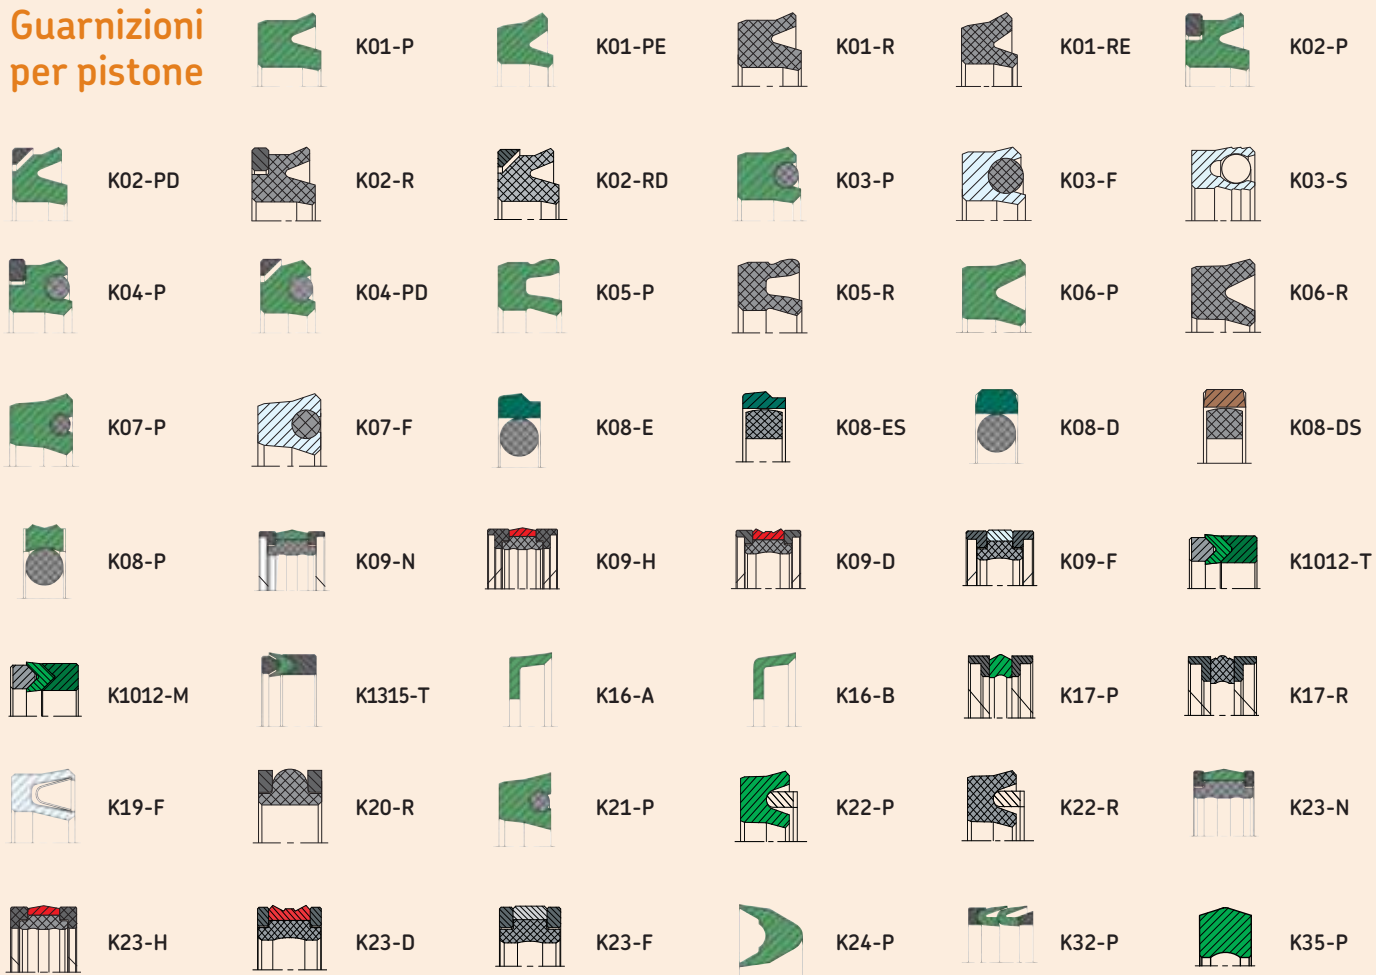 Guarnizioni
per pistone
K01-P K01-PE K01-R K01-RE K02-P
K02-PD K02-R K02-RD K03-P K03-F K03-S
K04-P K04-PD K05-P K05-R K06-P K06-R
K07-P K07-F K08-E K08-ES K08-D K08-DS
K08-P K09-N K09-H K09-D K09-F K1012-T
K1012-M K1315-T K16-A K16-B K17-P K17-R
K19-F K20-R K21-P K22-P K22-R K23-N
K23-H K23-D K23-F K24-P K32-P K35-P